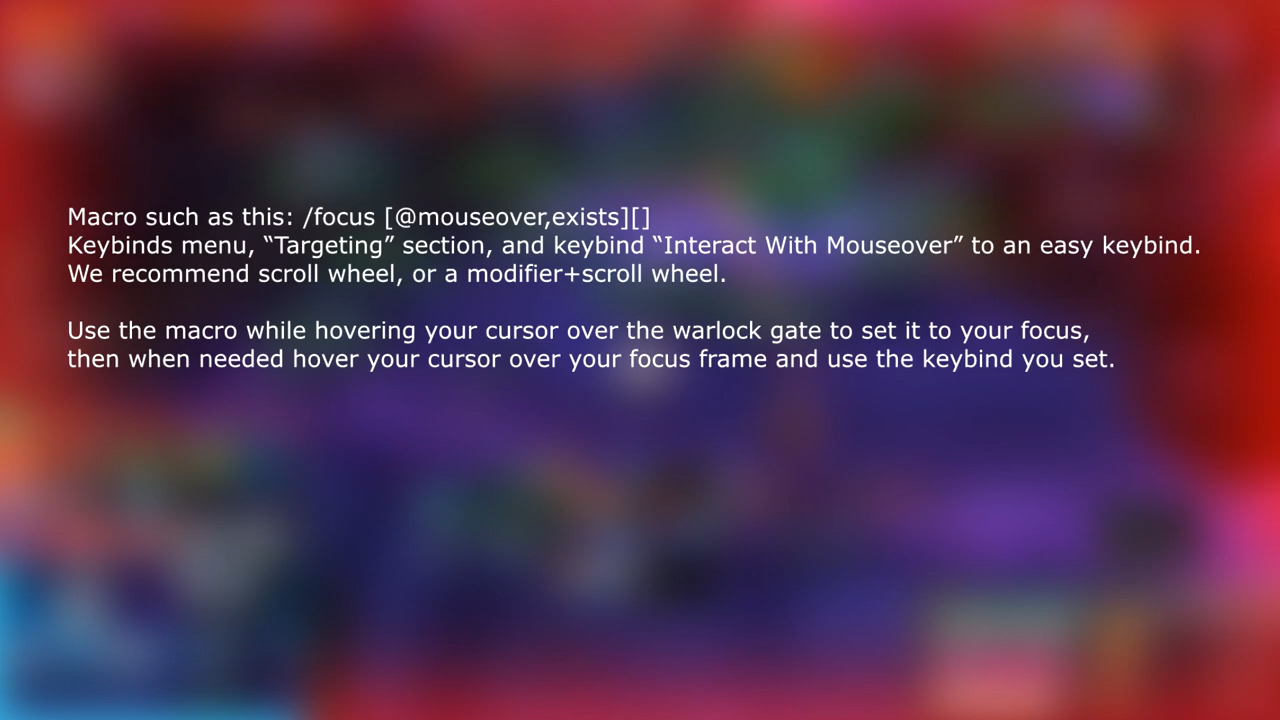 Macro such as this: /focus [@mouseover,exists][]
Keybinds menu, “Targeting” section, and keybind “Interact With Mouseover” to an easy keybind.
We recommend scroll wheel, or a modifier+scroll wheel.
Use the macro while hovering your cursor over the warlock gate to set it to your focus,
then when needed hover your cursor over your focus frame and use the keybind you set.